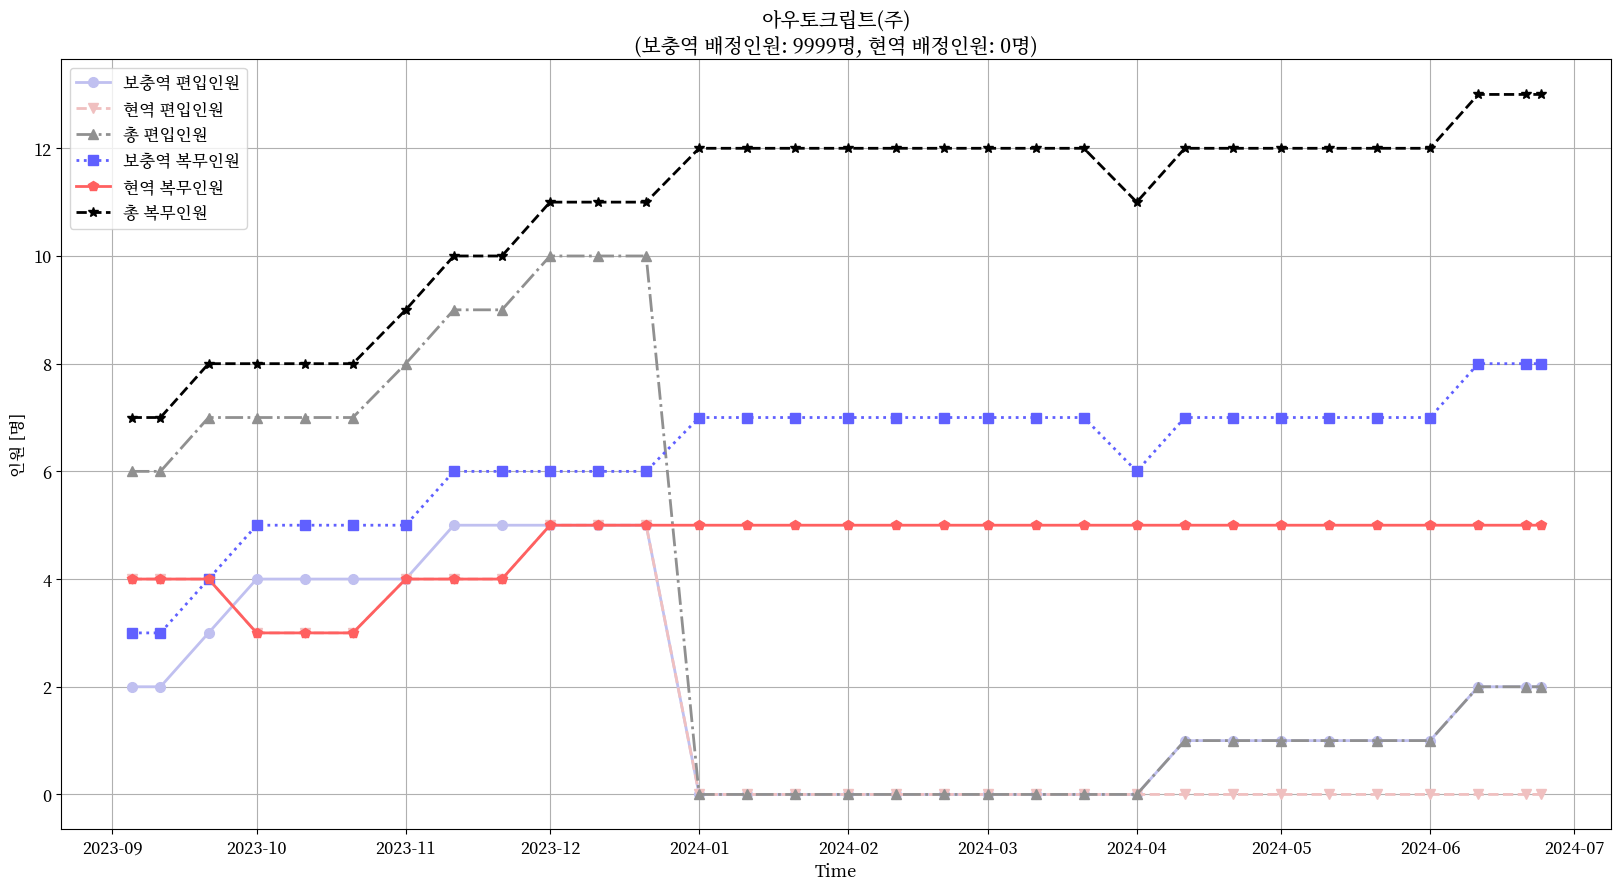 아우토크립트(주)
(보충역 배정인원: 9999명, 현역 배정인원: 0명)
보충역 편입인원
현역 편입인원
총 편입인원
보충역 복무인원
현역 복무인원
총 복무인원
인원 [명]
12
10
8
6
4
2
0
2023-09 2023-10 2023-11 2023-12 2024-01 2024-02 2024-03 2024-04 2024-05 2024-06 2024-07
Time